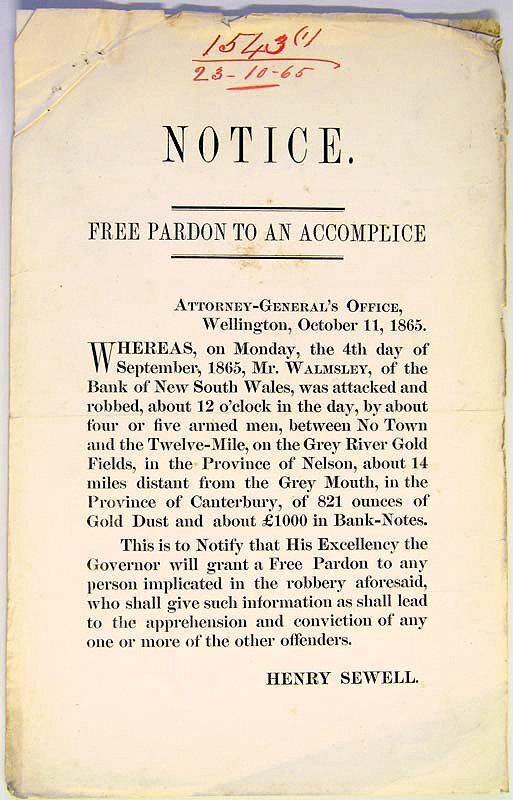 1543(1)
23-10-65
NOTICE.
FREE PARDON TO AN ACCOMPLICE
ATTORNEY-GENERAL'S OFFICE,
Wellington, October 11, 1865.
WHEREAS, on Monday, the 4th day of
September, 1865, Mr. WALMSLEY, of the
Bank of New South Wales, was attacked and
robbed, about 12 o'clock in the day, by about
four or five armed men, between No Town
and the Twelve-Mile, on the Grey River Gold
Fields, in the Province of Nelson, about 14
miles distant from the Grey Mouth, in the
Province of Canterbury, of 821 ounces of
Gold Dust and about £1000 in Bank-Notes.
This is to Notify that His Excellency the
Governor will grant a Free Pardon to any
person implicated in the robbery aforesaid,
who shall give such information as shall lead
to the apprehension and conviction of any
one or more of the other offenders.
HENRY SEWELL.